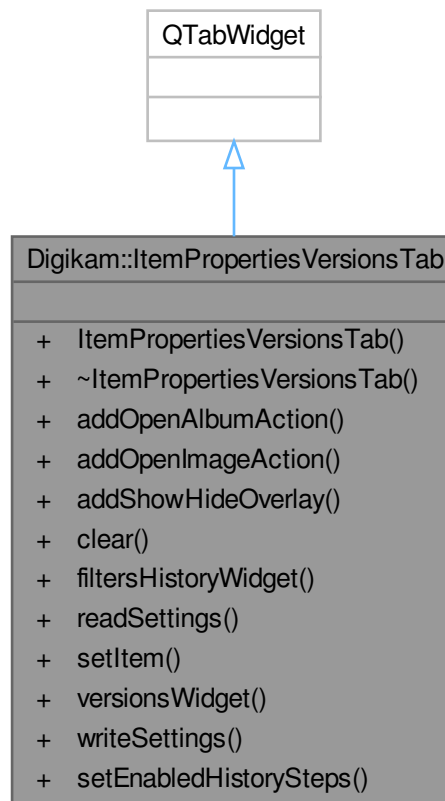 QTabWidget
Digikam::ItemPropertiesVersionsTab
+ ItemPropertiesVersionsTab()
+ ~ItemPropertiesVersionsTab()
+ addOpenAlbumAction()
+ addOpenImageAction()
+ addShowHideOverlay()
+ clear()
+ filtersHistoryWidget()
+ readSettings()
+ setItem()
+ versionsWidget()
+ writeSettings()
+ setEnabledHistorySteps()